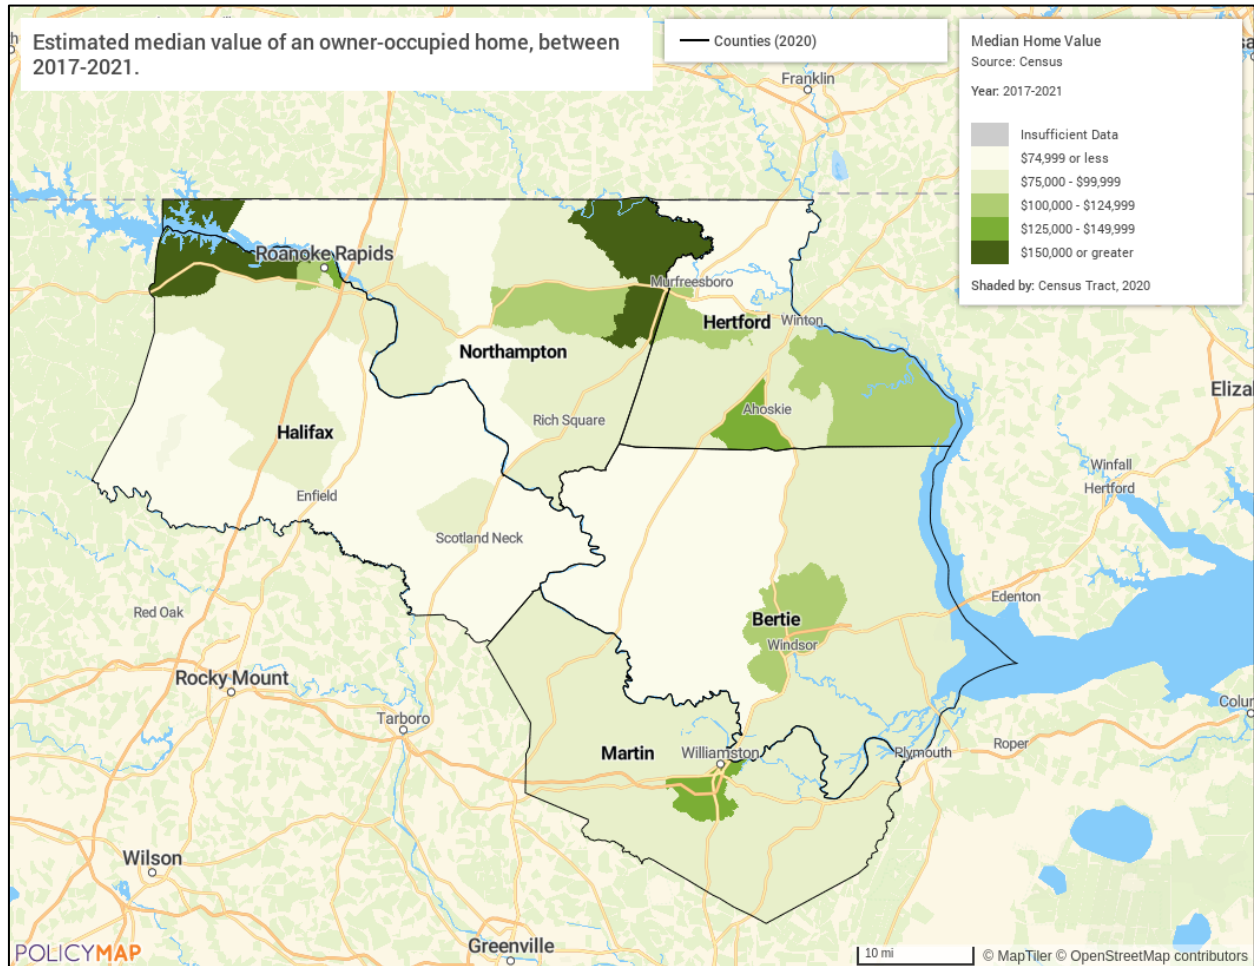 Estimated median value of an owner-occupied home, between
2017-2021.
Counties (2020)
Median Home Value
Source: Census
Year: 2017-2021
Insufficient Data
$74,999 or less
$75,000 - $99,999
$100,000 - $124,999
$125,000 - $149,999
$150,000 or greater
Shaded by: Census Tract, 2020
Franklin
Roanoke Rapids
Murfreesboro
Hertford
Winton
Northampton
Eliza
Ahoskie
Rich Square
Halifax
Winfall
Hertford
Enfield
Scotland Neck
Edenton
Red Oak
Bertie
Windsor
Rocky Mount
Colun
Tarboro
Martin
Williamston
Plymouth
Roper
Wilson
Greenville
POLICYMAP
10 mi
© MapTiler © OpenStreetMap contributors